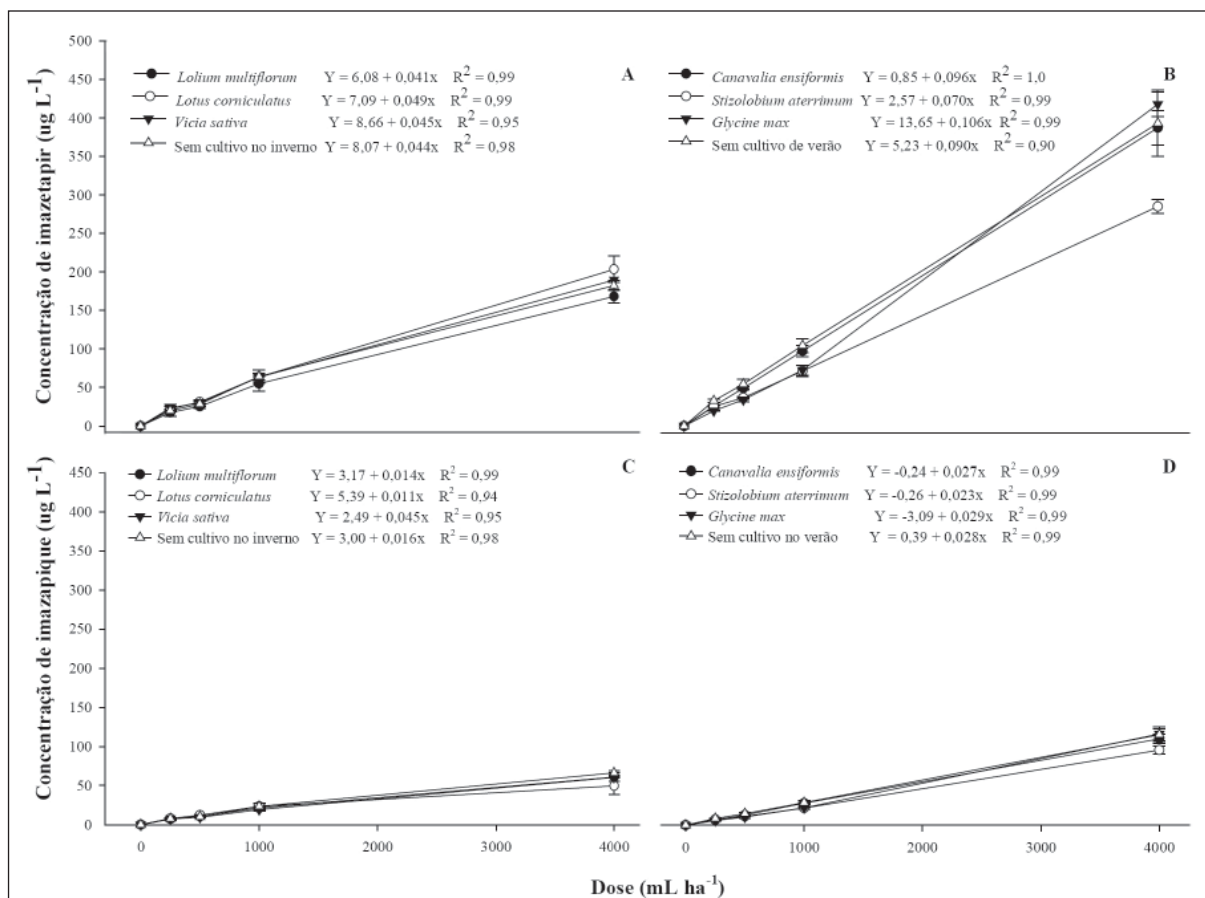 Concentração de imazetapir (ug L⁻¹)
500
450
400
350
300
250
200
150
100
50
0
A
Lolium multiflorum Y = 6,08 + 0,041x R² = 0,99
Lotus corniculatus Y = 7,09 + 0,049x R² = 0,99
Vicia sativa Y = 8,66 + 0,045x R² = 0,95
Sem cultivo no inverno Y = 8,07 + 0,044x R² = 0,98
B
Canavalia ensiformis Y = 0,85 + 0,096x R² = 1,0
Stizolobium aterrimum Y = 2,57 + 0,070x R² = 0,99
Glycine max Y = 13,65 + 0,106x R² = 0,99
Sem cultivo de verão Y = 5,23 + 0,090x R² = 0,90
Concentração de imazapique (ug L⁻¹)
450
400
350
300
250
200
150
100
50
0
C
Lolium multiflorum Y = 3,17 + 0,014x R² = 0,99
Lotus corniculatus Y = 5,39 + 0,011x R² = 0,94
Vicia sativa Y = 2,49 + 0,045x R² = 0,95
Sem cultivo no inverno Y = 3,00 + 0,016x R² = 0,98
D
Canavalia ensiformis Y = -0,24 + 0,027x R² = 0,99
Stizolobium aterrimum Y = -0,26 + 0,023x R² = 0,99
Glycine max Y = -3,09 + 0,029x R² = 0,99
Sem cultivo no verão Y = 0,39 + 0,028x R² = 0,99
0 1000 2000 3000 4000
0 1000 2000 3000 4000
Dose (mL ha⁻¹)